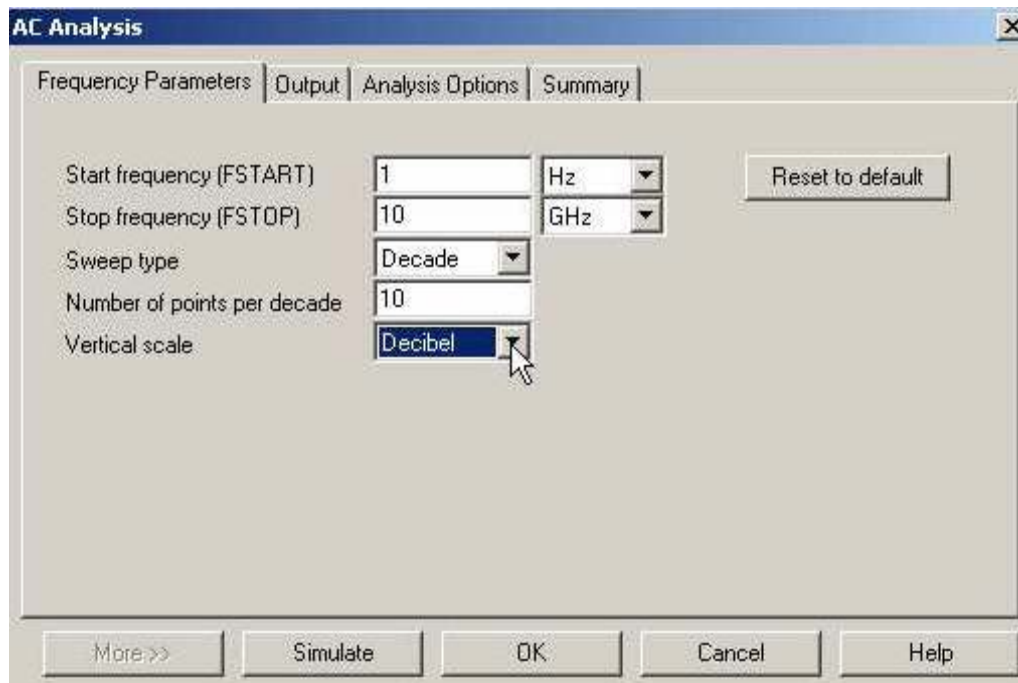 AC Analysis
Frequency Parameters Output Analysis Options Summary
Start frequency (FSTART) 1 Hz Reset to default
Stop frequency (FSTOP) 10 GHz
Sweep type Decade
Number of points per decade 10
Vertical scale Decibel
More >> Simulate OK Cancel Help